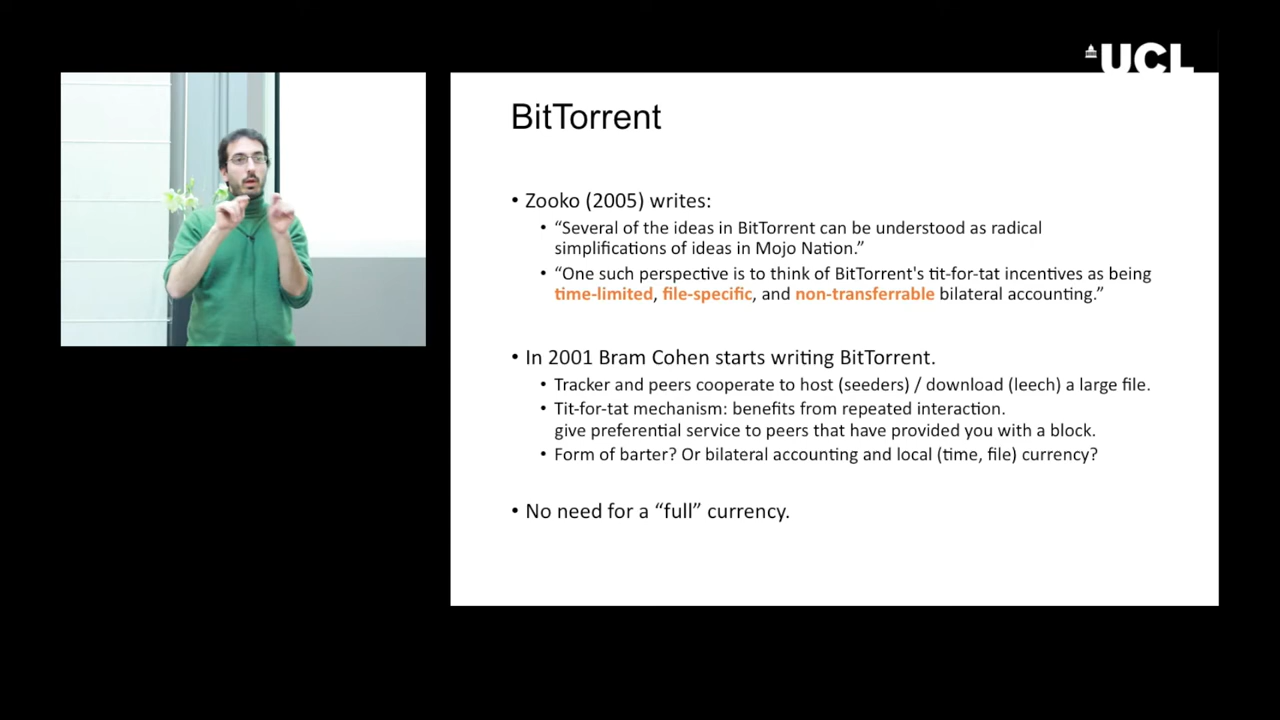 UCL
BitTorrent
• Zooko (2005) writes:
• “Several of the ideas in BitTorrent can be understood as radical
simplifications of ideas in Mojo Nation.”
• “One such perspective is to think of BitTorrent's tit-for-tat incentives as being
time-limited, file-specific, and non-transferrable bilateral accounting.”
• In 2001 Bram Cohen starts writing BitTorrent.
• Tracker and peers cooperate to host (seeders) / download (leech) a large file.
• Tit-for-tat mechanism: benefits from repeated interaction.
give preferential service to peers that have provided you with a block.
• Form of barter? Or bilateral accounting and local (time, file) currency?
• No need for a “full” currency.